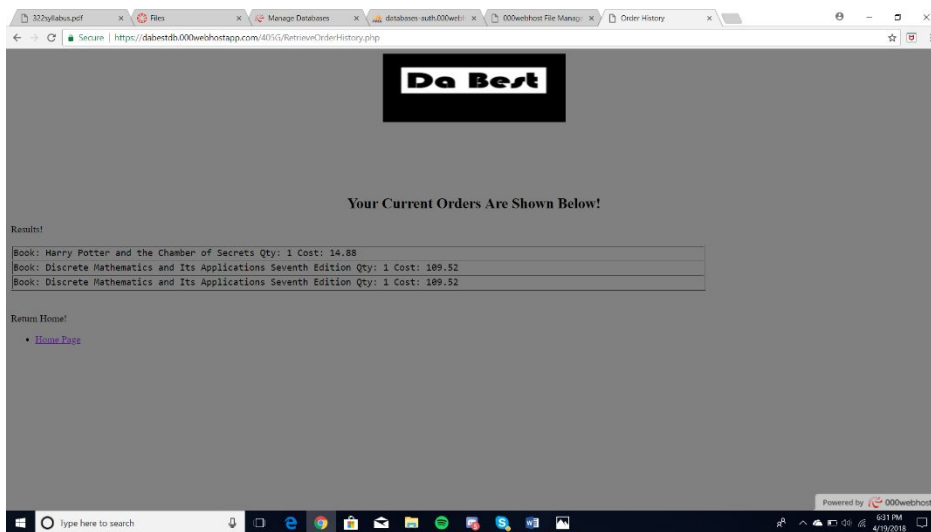 322syllabus.pdf
Files
Manage Databases
databases-auth.000web
000webhost File Manag
Order History
Secure | https://dabestdb.000webhostapp.com/405G/RetrieveOrderHistory.php
Da Best
Your Current Orders Are Shown Below!
Results!
Book: Harry Potter and the Chamber of Secrets Qty: 1 Cost: 14.88
Book: Discrete Mathematics and Its Applications Seventh Edition Qty: 1 Cost: 109.52
Book: Discrete Mathematics and Its Applications Seventh Edition Qty: 1 Cost: 109.52
Return Home!
Home Page
Powered by 000webhost
Type here to search
6:31 PM
4/19/2018